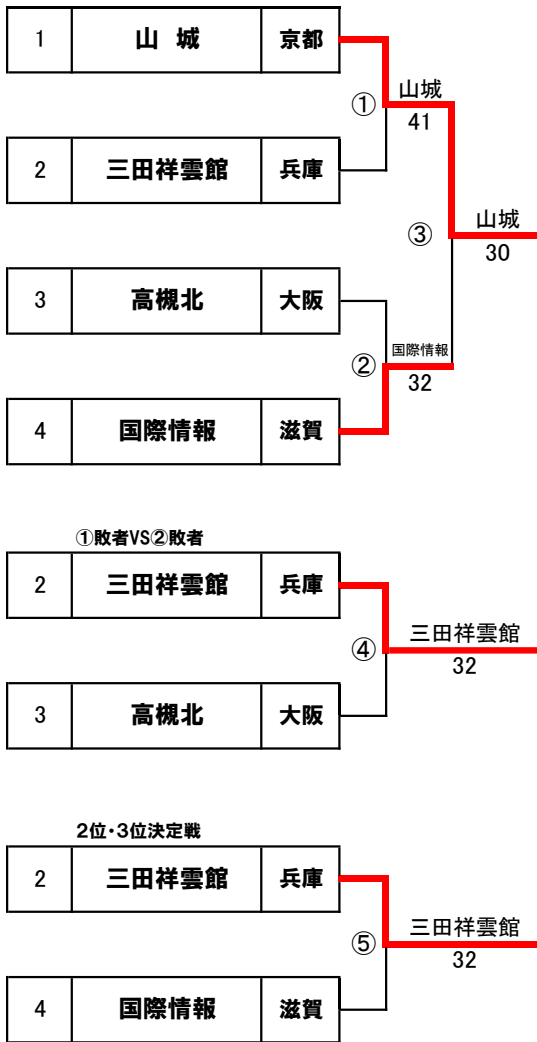 1 山 城 京都
① 山城
41
2 三田祥雲館 兵庫
③ 山城
30
3 高槻北 大阪
② 国際情報
32
4 国際情報 滋賀
①敗者VS②敗者
2 三田祥雲館 兵庫
④ 三田祥雲館
32
3 高槻北 大阪
2位・3位決定戦
2 三田祥雲館 兵庫
⑤ 三田祥雲館
32
4 国際情報 滋賀